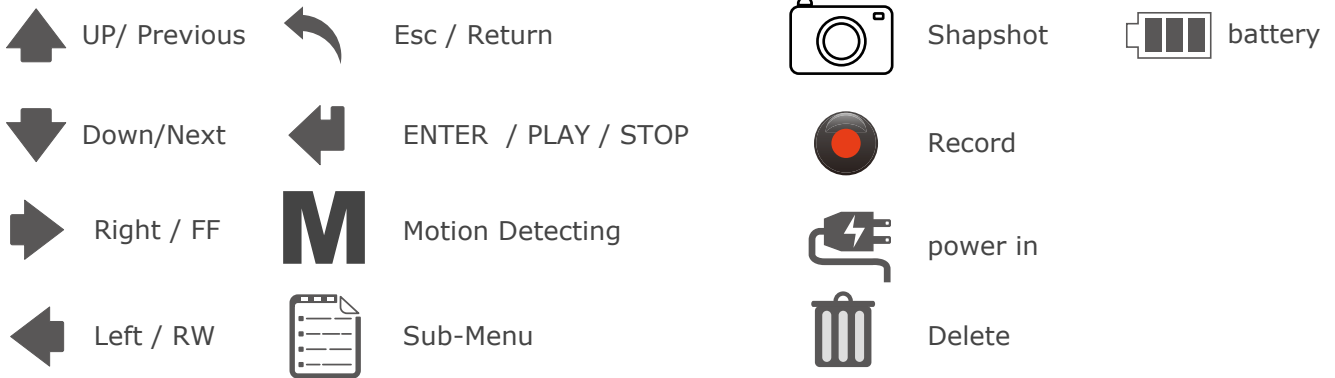 UP/ Previous
Esc / Return
Shapshot
battery
Down/Next
ENTER / PLAY / STOP
Record
Right / FF
M
Motion Detecting
power in
Left / RW
Sub-Menu
Delete